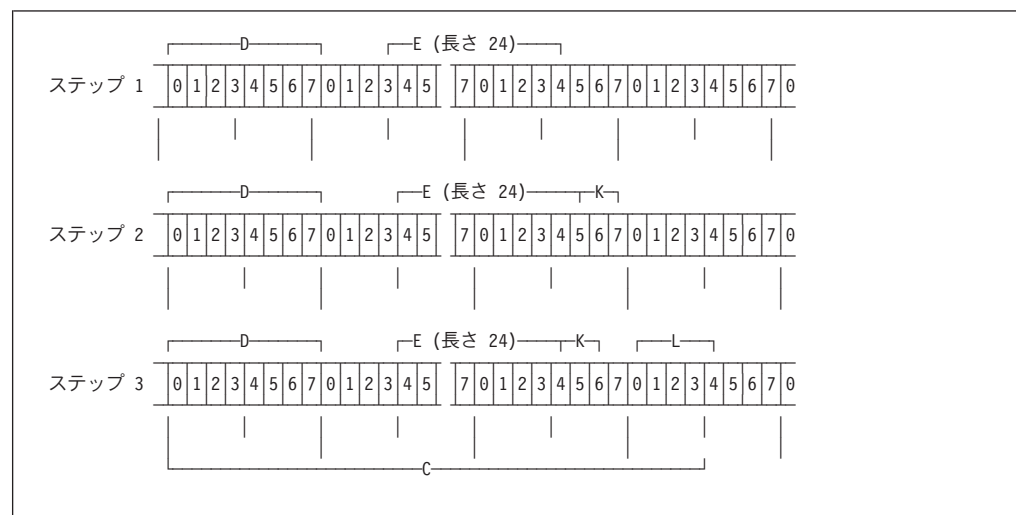 D E (長さ 24)
ステップ 1 0 1 2 3 4 5 6 7 0 1 2 3 4 5 7 0 1 2 3 4 5 6 7 0 1 2 3 4 5 6 7 0
D E (長さ 24) K
ステップ 2 0 1 2 3 4 5 6 7 0 1 2 3 4 5 7 0 1 2 3 4 5 6 7 0 1 2 3 4 5 6 7 0
D E (長さ 24) K L
ステップ 3 0 1 2 3 4 5 6 7 0 1 2 3 4 5 7 0 1 2 3 4 5 6 7 0 1 2 3 4 5 6 7 0
C